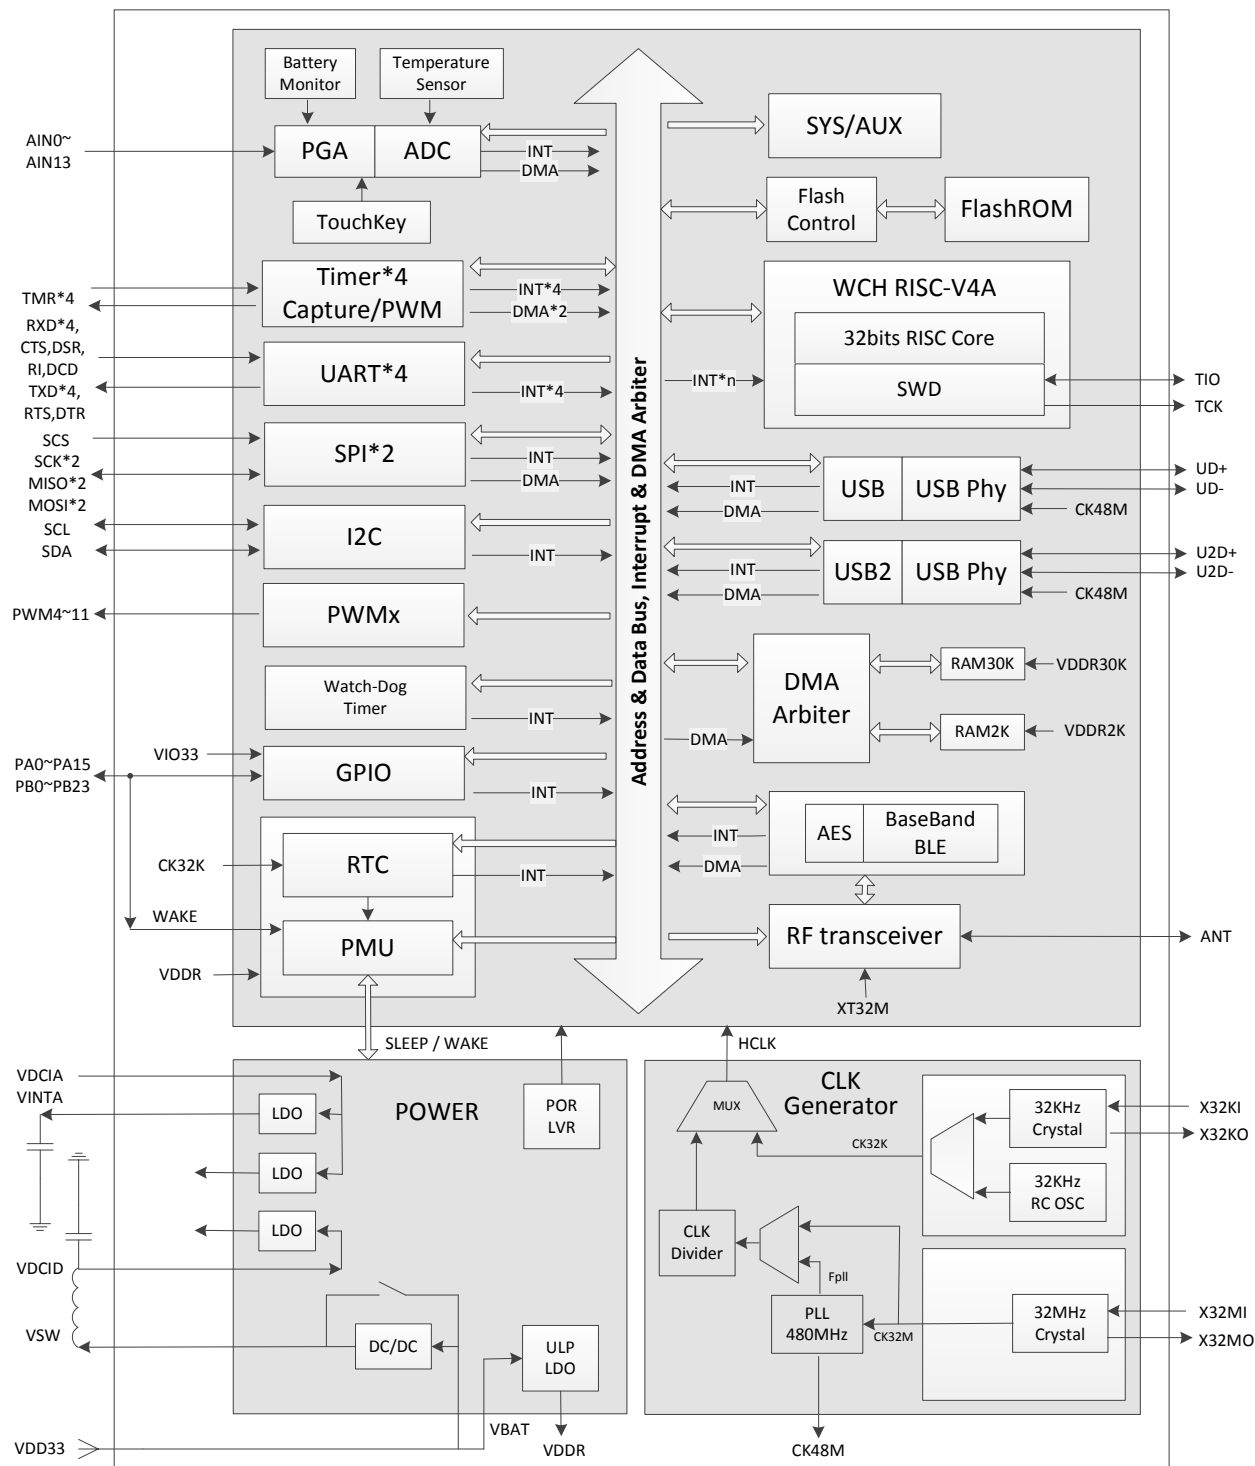 Battery
Monitor
Temperature
Sensor
AIN0~
AIN13
PGA
ADC
INT
DMA
TouchKey
SYS/AUX
Flash
Control
FlashROM
TMR*4
Timer*4
Capture/PWM
INT*4
DMA*2
WCH RISC-V4A
32bits RISC Core
SWD
INT*n
TIO
TCK
RXD*4,
CTS,DSR,
RI,DCD
TXD*4,
RTS,DTR
UART*4
INT*4
Address & Data Bus, Interrupt & DMA Arbiter
SCS
SCK*2
MISO*2
MOSI*2
SPI*2
INT
DMA
USB
USB Phy
INT
DMA
UD+
UD-
CK48M
SCL
SDA
I2C
INT
USB2
USB Phy
INT
DMA
U2D+
U2D-
CK48M
PWM4~11
PWMx
Watch-Dog
Timer
INT
DMA
Arbiter
DMA
RAM30K
VDDR30K
RAM2K
VDDR2K
VIO33
PA0~PA15
PB0~PB23
GPIO
INT
AES
BaseBand
BLE
INT
DMA
CK32K
RTC
INT
WAKE
PMU
VDDR
RF transceiver
ANT
XT32M
SLEEP / WAKE
HCLK
VDCIA
VINTA
LDO
POWER
POR
LVR
LDO
LDO
VDCID
VSW
DC/DC
ULP
LDO
VBAT
VDD33
VDDR
CLK
Generator
MUX
CK32K
32KHz
Crystal
X32KI
X32KO
32KHz
RC OSC
CLK
Divider
Fpll
PLL
480MHz
CK32M
32MHz
Crystal
X32MI
X32MO
CK48M